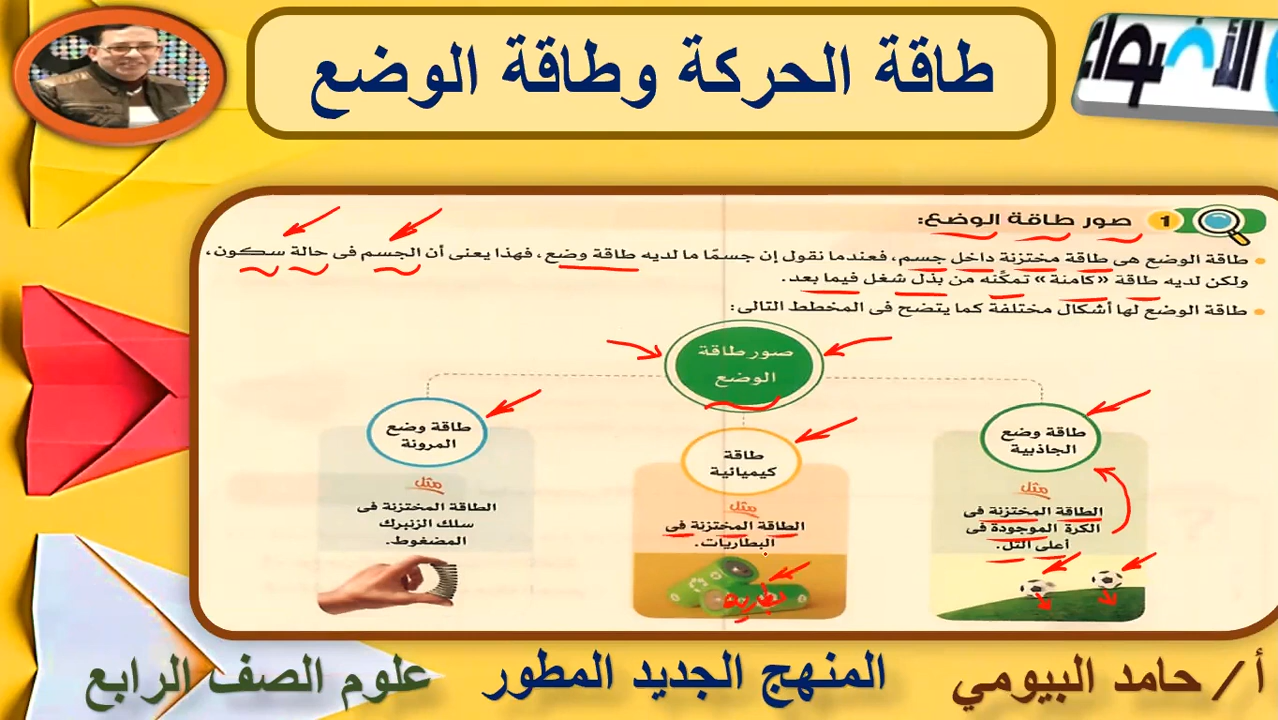 طاقة الحركة وطاقة الوضع
الأضواء
1 صور طاقة الوضع:
طاقة الوضع هى طاقة مختزنة داخل جسم، فعندما نقول إن جسمًا ما لديه طاقة وضع، فهذا يعنى أن الجسم فى حالة سكون،
ولكن لديه طاقة «كامنة» تمكِّنه من بذل شغل فيما بعد.
طاقة الوضع لها أشكال مختلفة كما يتضح فى المخطط التالى:
صور طاقة
الوضع
طاقة وضع
الجاذبية
مثل
الطاقة المختزنة فى
الكرة الموجودة فى
أعلى التل.
طاقة
كيميائية
مثل
الطاقة المختزنة فى
البطاريات.
بطارية
طاقة وضع
المرونة
مثل
الطاقة المختزنة فى
سلك الزنبرك
المضغوط.
أ/ حامد البيومي
المنهج الجديد المطور
علوم الصف الرابع